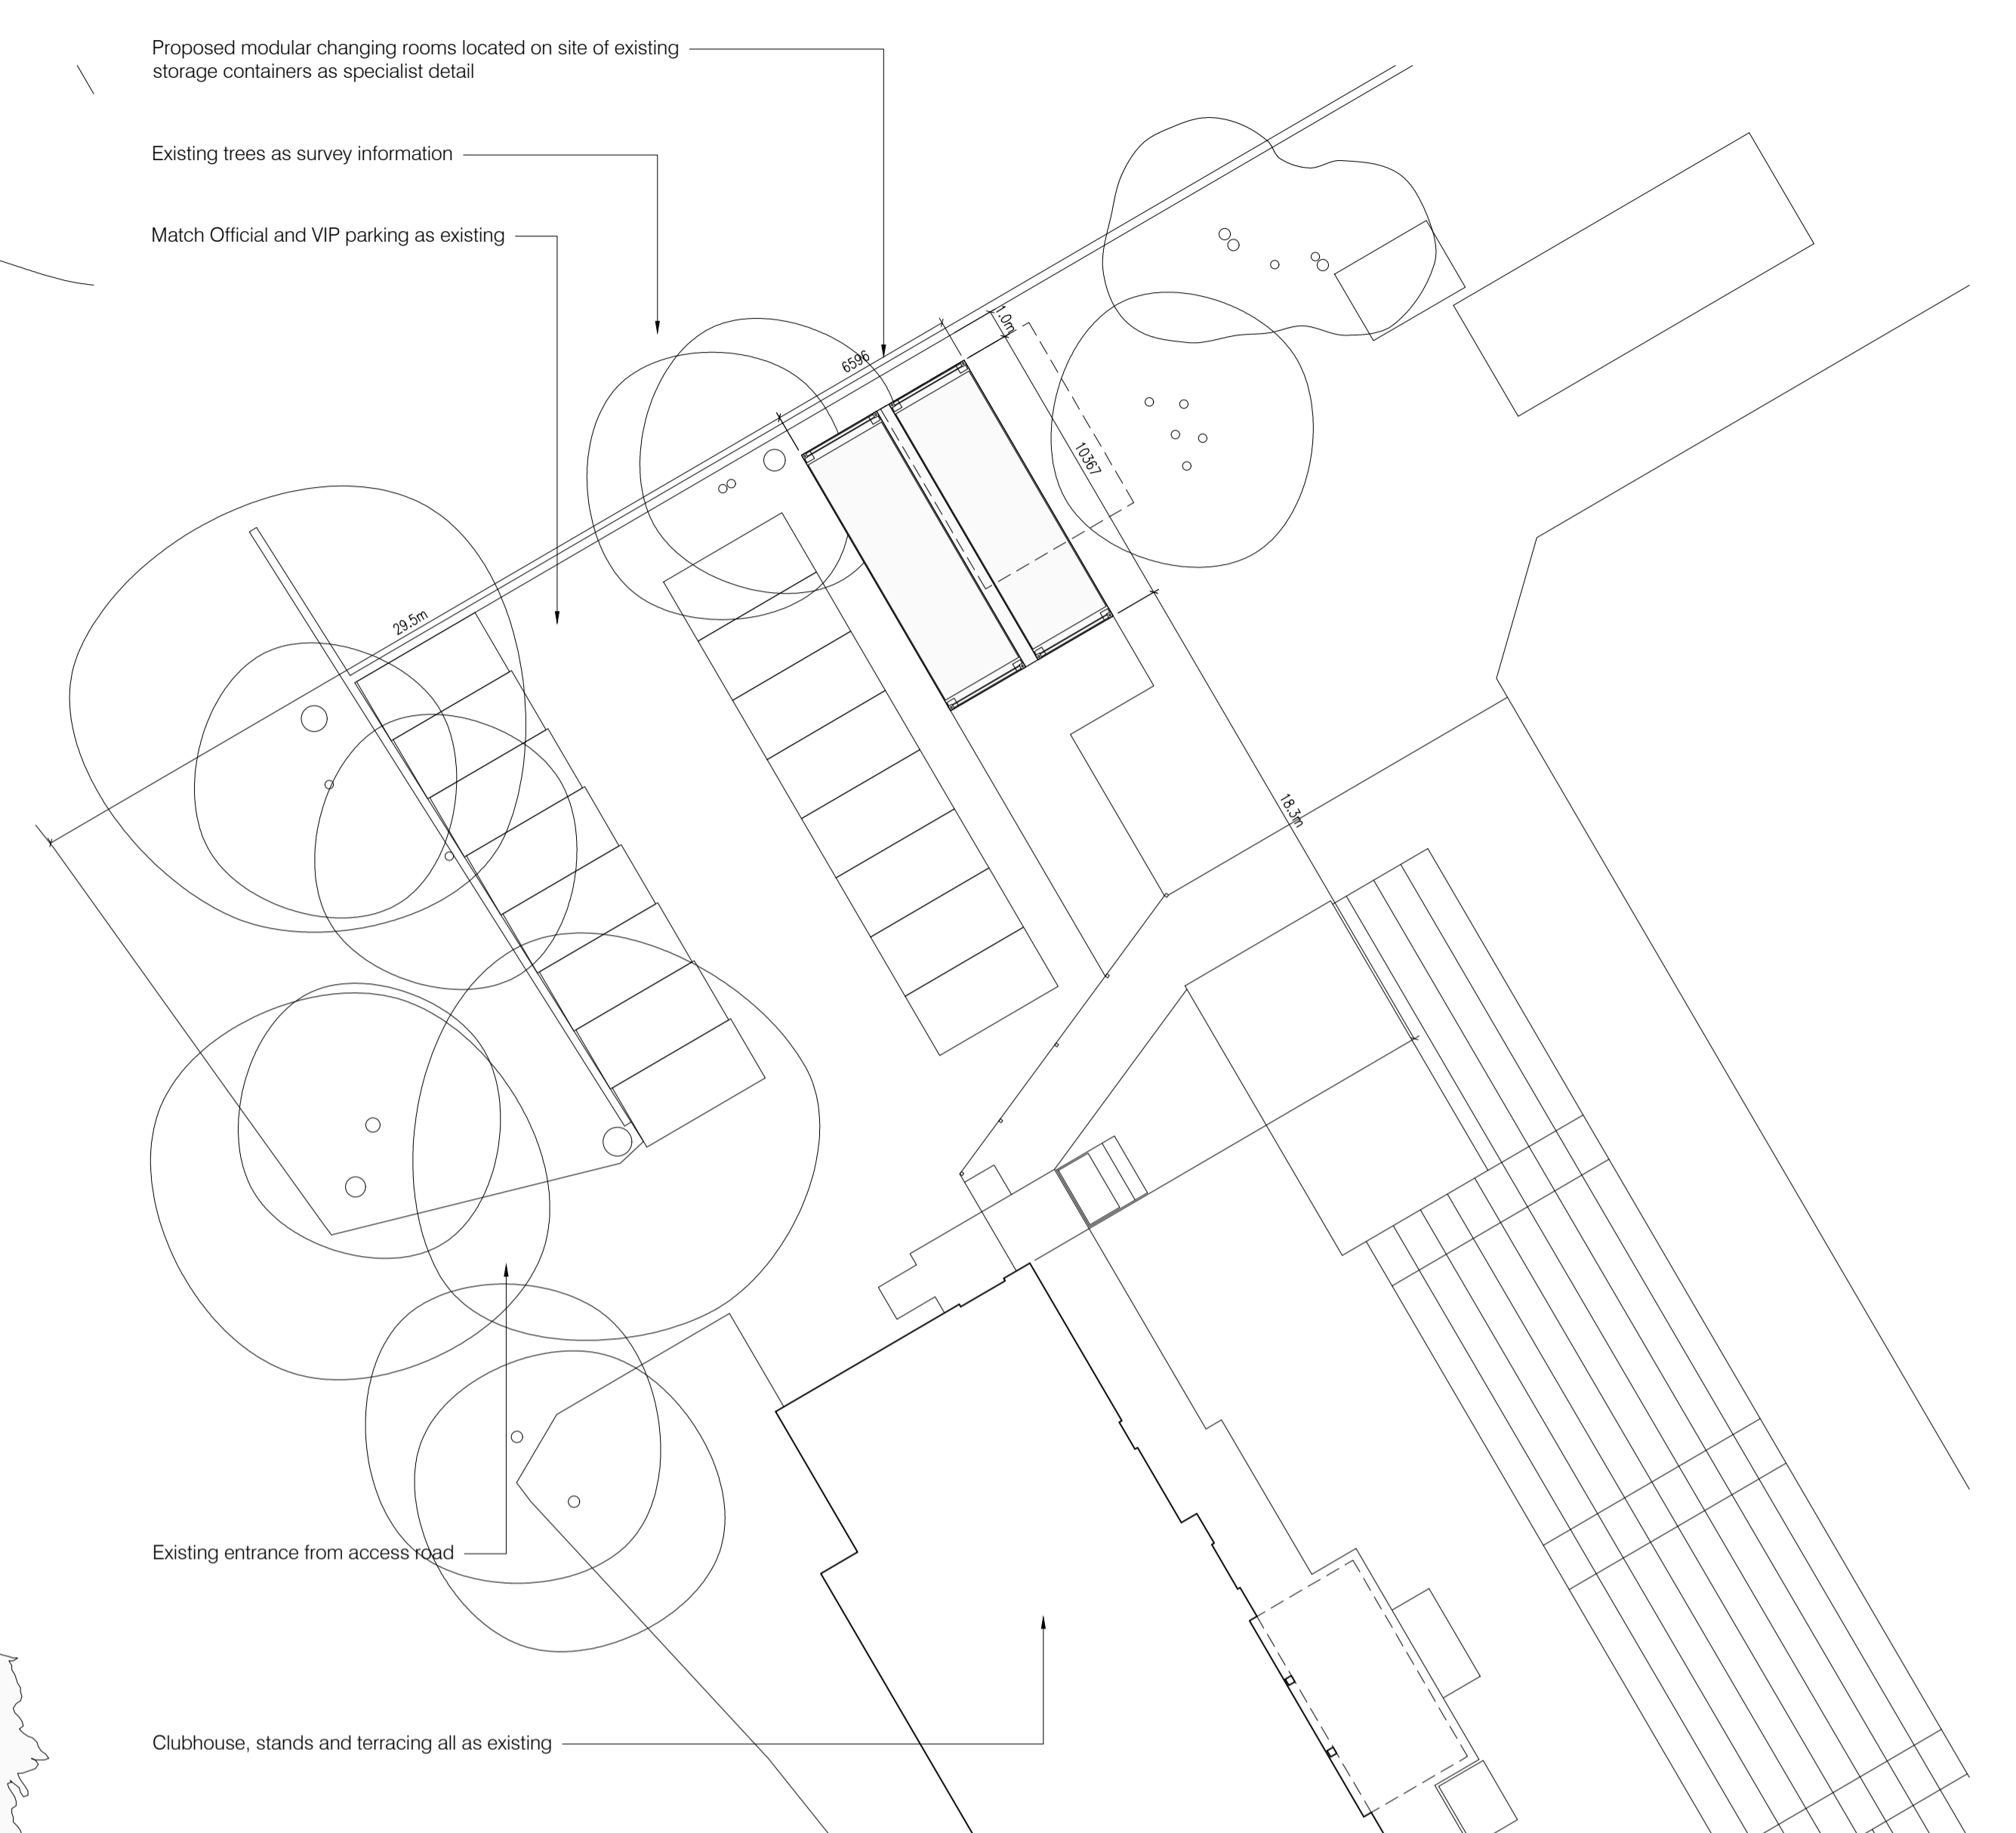 Proposed modular changing rooms located on site of existing
storage containers as specialist detail
Existing trees as survey information
Match Official and VIP parking as existing
1.0m
6596
10367
29.5m
18.3m
Existing entrance from access road
Clubhouse, stands and terracing all as existing